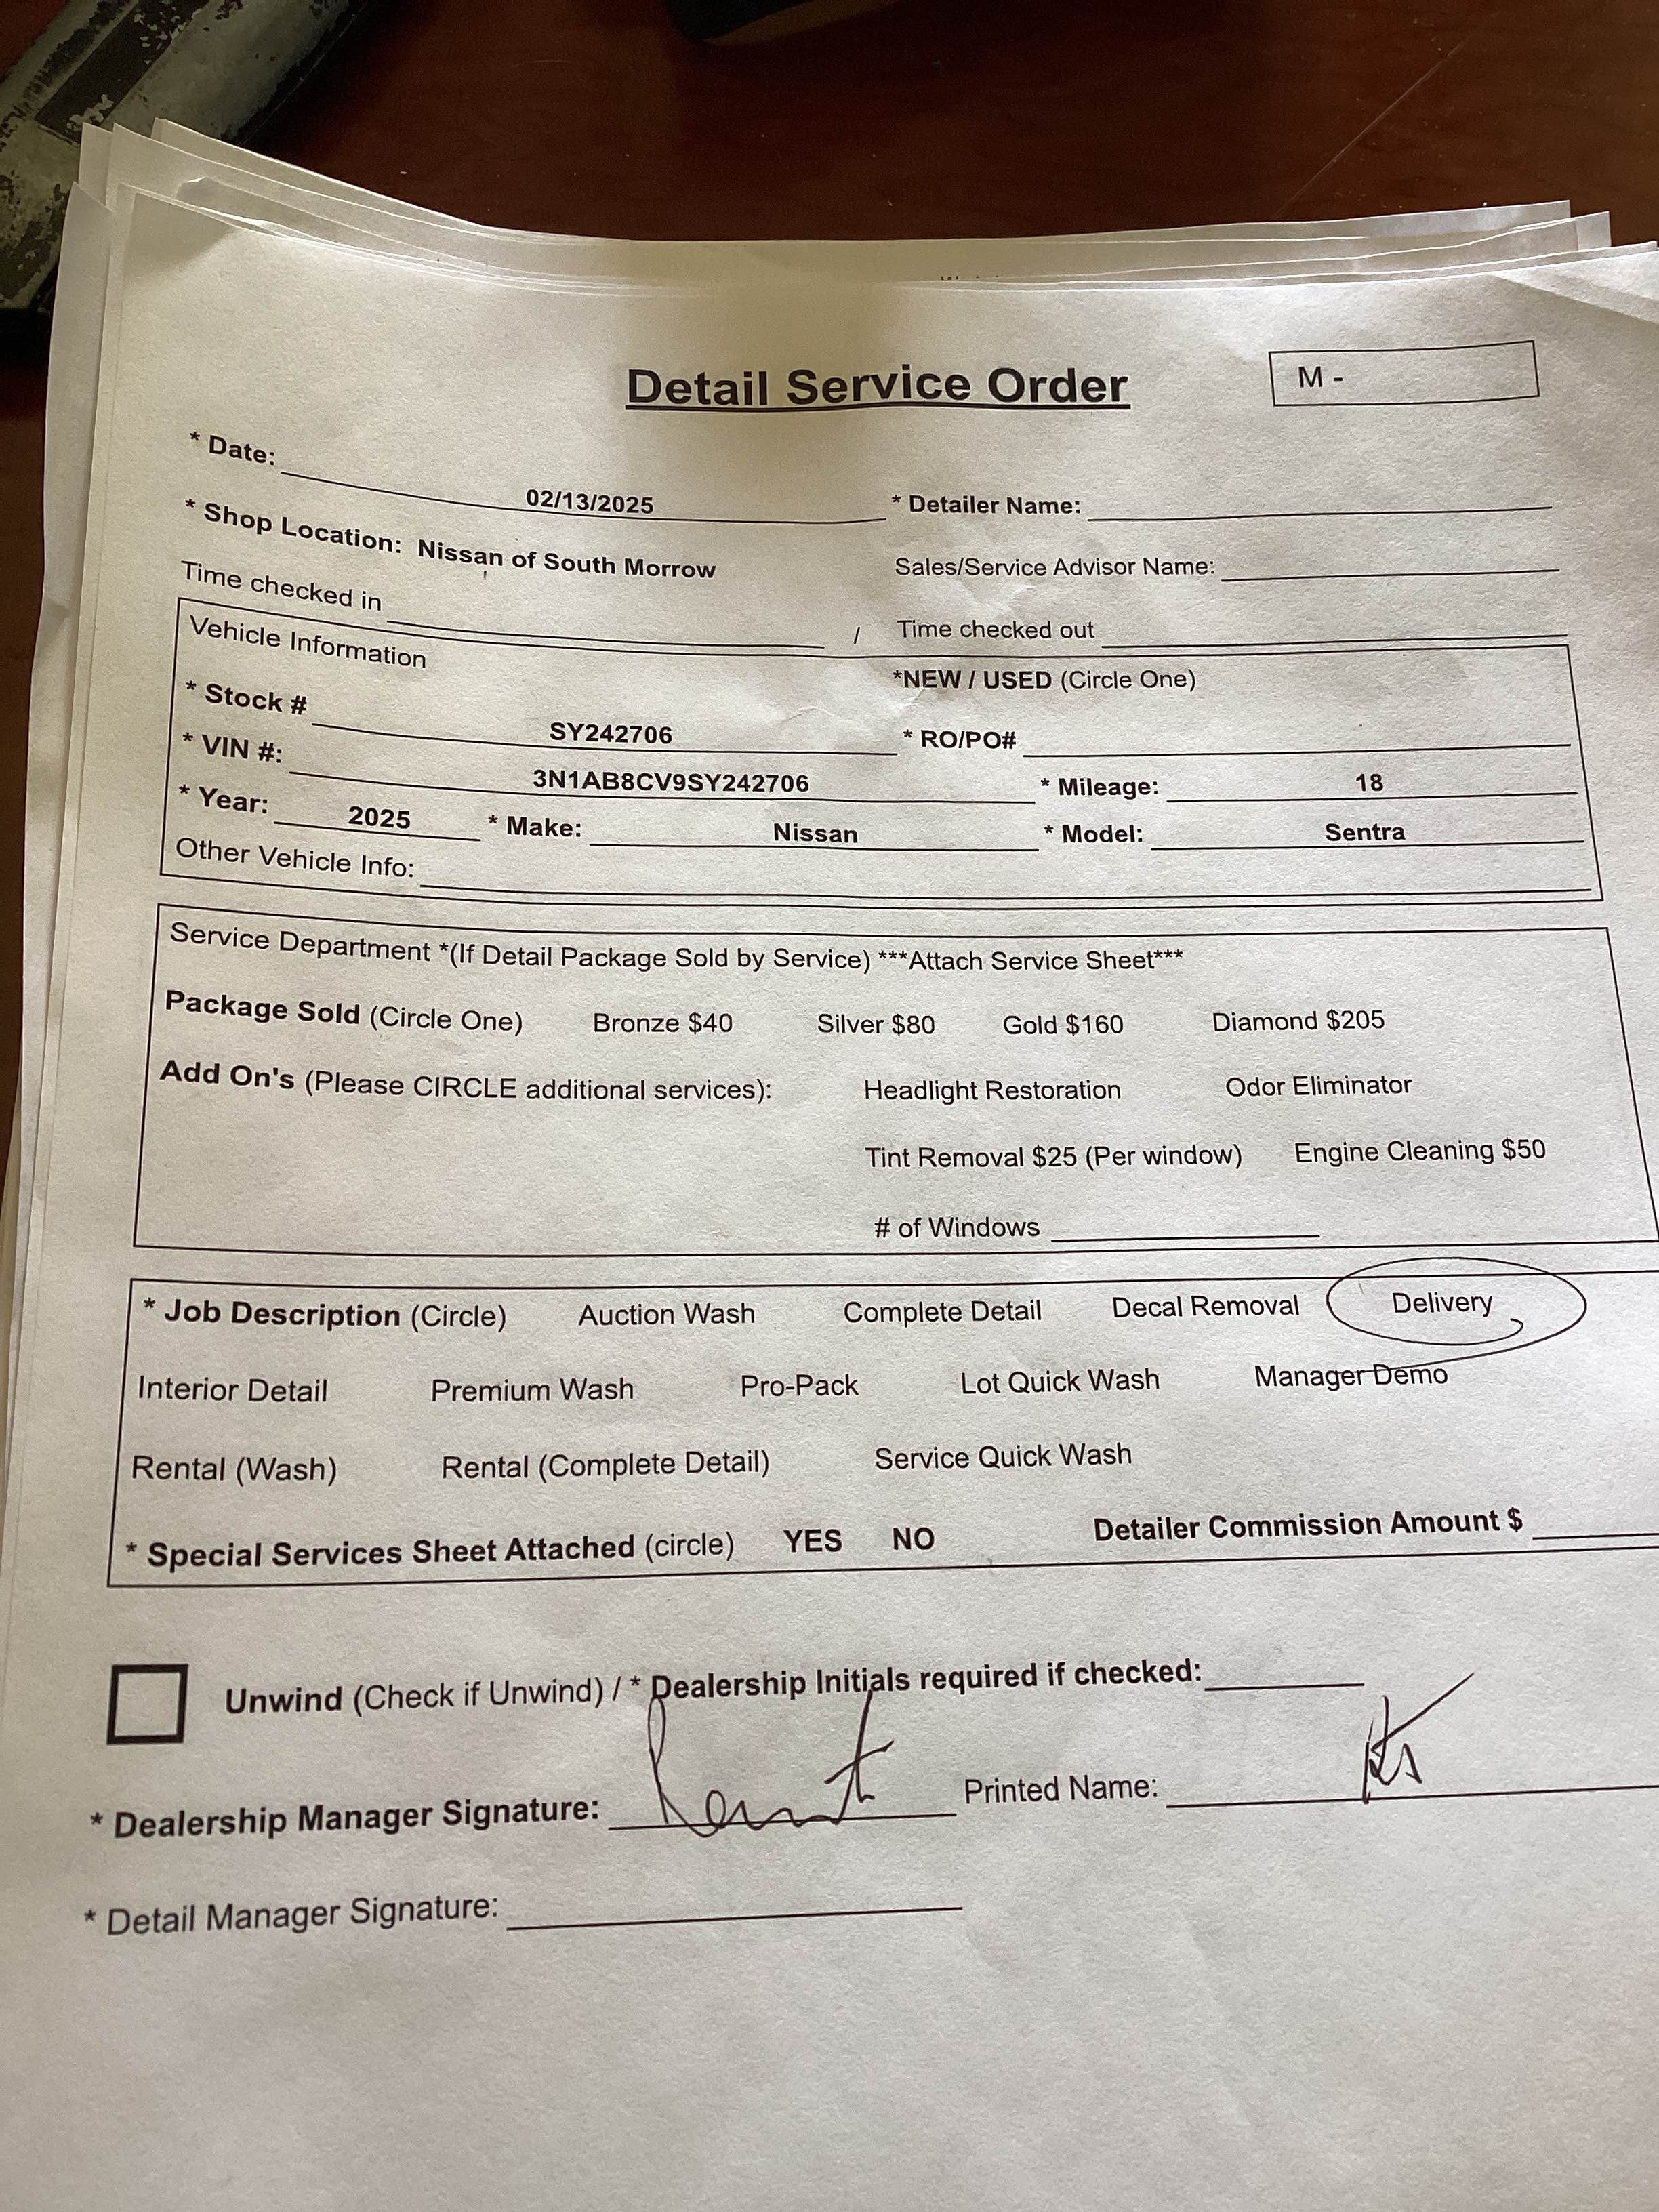 Detail Service Order
M -
* Date: 02/13/2025 * Detailer Name:
* Shop Location: Nissan of South Morrow Sales/Service Advisor Name:
Time checked in / Time checked out
Vehicle Information
*NEW / USED (Circle One)
* Stock # SY242706 * RO/PO#
* VIN #: 3N1AB8CV9SY242706 * Mileage: 18
* Year: 2025 * Make: Nissan * Model: Sentra
Other Vehicle Info:
Service Department *(If Detail Package Sold by Service) ***Attach Service Sheet***
Package Sold (Circle One) Bronze $40 Silver $80 Gold $160 Diamond $205
Add On's (Please CIRCLE additional services): Headlight Restoration Odor Eliminator
Tint Removal $25 (Per window) Engine Cleaning $50
# of Windows
* Job Description (Circle) Auction Wash Complete Detail Decal Removal Delivery
Interior Detail Premium Wash Pro-Pack Lot Quick Wash Manager Demo
Rental (Wash) Rental (Complete Detail) Service Quick Wash
* Special Services Sheet Attached (circle) YES NO Detailer Commission Amount $
Unwind (Check if Unwind) / * Dealership Initials required if checked:
* Dealership Manager Signature: Printed Name:
* Detail Manager Signature: